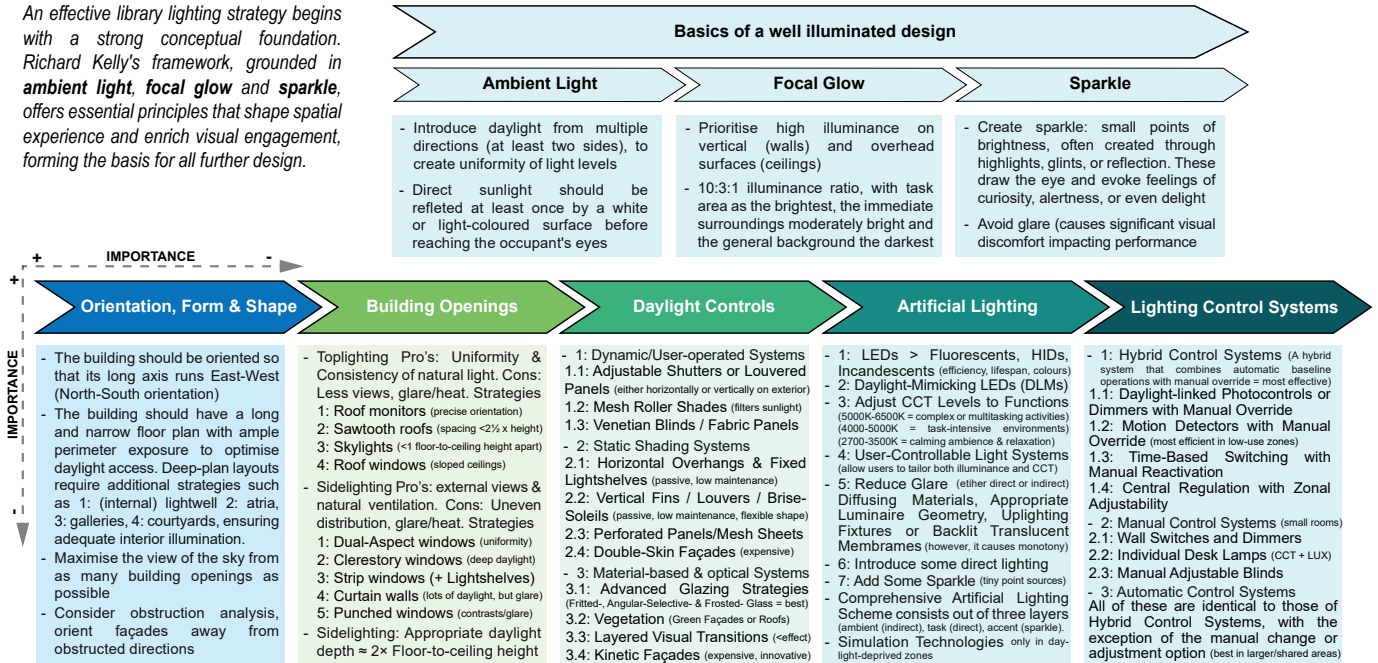 An effective library lighting strategy begins
with a strong conceptual foundation.
Richard Kelly's framework, grounded in
ambient light, focal glow and sparkle,
offers essential principles that shape spatial
experience and enrich visual engagement,
forming the basis for all further design.
Basics of a well illuminated design
Ambient Light
- Introduce daylight from multiple
directions (at least two sides), to
create uniformity of light levels
- Direct sunlight should be
refleted at least once by a white
or light-coloured surface before
reaching the occupant's eyes
Focal Glow
- Prioritise high illuminance on
vertical (walls) and overhead
surfaces (ceilings)
- 10:3:1 illuminance ratio, with task
area as the brightest, the immediate
surroundings moderately bright and
the general background the darkest
Sparkle
- Create sparkle: small points of
brightness, often created through
highlights, glints, or reflection. These
draw the eye and evoke feelings of
curiosity, alertness, or even delight
- Avoid glare (causes significant visual
discomfort impacting performance
+ IMPORTANCE -
+ IMPORTANCE -
Orientation, Form & Shape
- The building should be oriented so
that its long axis runs East-West
(North-South orientation)
- The building should have a long
and narrow floor plan with ample
perimeter exposure to optimise
daylight access. Deep-plan layouts
require additional strategies such
as 1: (internal) lightwell 2: atria,
3: galleries, 4: courtyards, ensuring
adequate interior illumination.
- Maximise the view of the sky from
as many building openings as
possible
- Consider obstruction analysis,
orient façades away from
obstructed directions
Building Openings
- Toplighting Pro's: Uniformity &
Consistency of natural light. Cons:
Less views, glare/heat. Strategies
1: Roof monitors (precise orientation)
2: Sawtooth roofs (spacing <2½ x height)
3: Skylights (<1 floor-to-ceiling height apart)
4: Roof windows (sloped ceilings)
- Sidelighting Pro's: external views &
natural ventilation. Cons: Uneven
distribution, glare/heat. Strategies
1: Dual-Aspect windows (uniformity)
2: Clerestory windows (deep daylight)
3: Strip windows (+ Lightshelves)
4: Curtain walls (lots of daylight, but glare)
5: Punched windows (contrasts/glare)
- Sidelighting: Appropriate daylight
depth ≈ 2× Floor-to-ceiling height
Daylight Controls
- 1: Dynamic/User-operated Systems
1.1: Adjustable Shutters or Louvered
Panels (either horizontally or vertically on exterior)
1.2: Mesh Roller Shades (filters sunlight)
1.3: Venetian Blinds / Fabric Panels
- 2: Static Shading Systems
2.1: Horizontal Overhangs & Fixed
Lightshelves (passive, low maintenance)
2.2: Vertical Fins / Louvers / Brise-
Soleils (passive, low maintenance, flexible shape)
2.3: Perforated Panels/Mesh Sheets
2.4: Double-Skin Façades (expensive)
- 3: Material-based & optical Systems
3.1: Advanced Glazing Strategies
(Fritted-, Angular-Selective- & Frosted- Glass = best)
3.2: Vegetation (Green Façades or Roofs)
3.3: Layered Visual Transitions (<effect)
3.4: Kinetic Façades (expensive, innovative)
Artificial Lighting
- 1: LEDs > Fluorescents, HIDs,
Incandescents (efficiency, lifespan, colours)
- 2: Daylight-Mimicking LEDs (DLMs)
- 3: Adjust CCT Levels to Functions
(5000K-6500K = complex or multitasking activities)
(4000-5000K = task-intensive environments)
(2700-3500K = calming ambience & relaxation)
- 4: User-Controllable Light Systems
(allow users to tailor both illuminance and CCT)
- 5: Reduce Glare (etiher direct or indirect)
Diffusing Materials, Appropriate
Luminaire Geometry, Uplighting
Fixtures or Backlit Translucent
Membrames (however, it causes monotony)
- 6: Introduce some direct lighting
- 7: Add Some Sparkle (tiny point sources)
- Comprehensive Artificial Lighting
Scheme consists out of three layers
(ambient (indirect), task (direct), accent (sparkle).
- Simulation Technologies only in day-
light-deprived zones
Lighting Control Systems
- 1: Hybrid Control Systems (A hybrid
system that combines automatic baseline
operations with manual override = most effective)
1.1: Daylight-linked Photocontrols or
Dimmers with Manual Override
1.2: Motion Detectors with Manual
Override (most efficient in low-use zones)
1.3: Time-Based Switching with
Manual Reactivation
1.4: Central Regulation with Zonal
Adjustability
- 2: Manual Control Systems (small rooms)
2.1: Wall Switches and Dimmers
2.2: Individual Desk Lamps (CCT + LUX)
2.3: Manual Adjustable Blinds
- 3: Automatic Control Systems
All of these are identical to those of
Hybrid Control Systems, with the
exception of the manual change or
adjustment option (best in larger/shared areas)